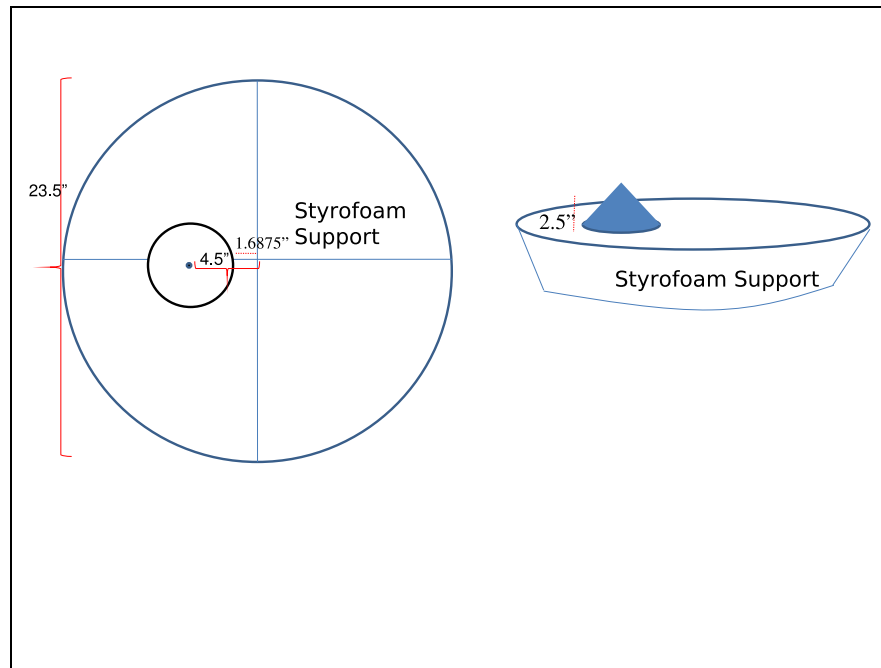 23.5”
Styrofoam
Support
1.6875”
4.5”
2.5”
Styrofoam Support